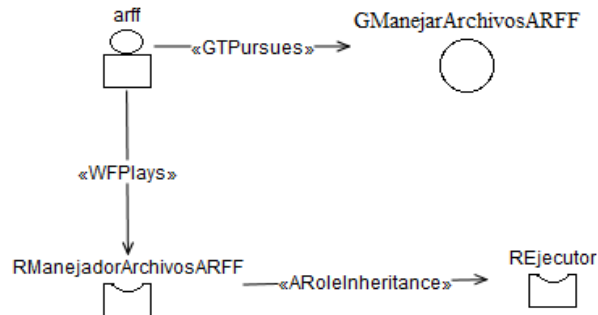 arff
GManejarArchivosARFF
«GTPursues»
«WFPlays»
RManejadorArchivosARFF
«ARoleInheritance»
REjecutor